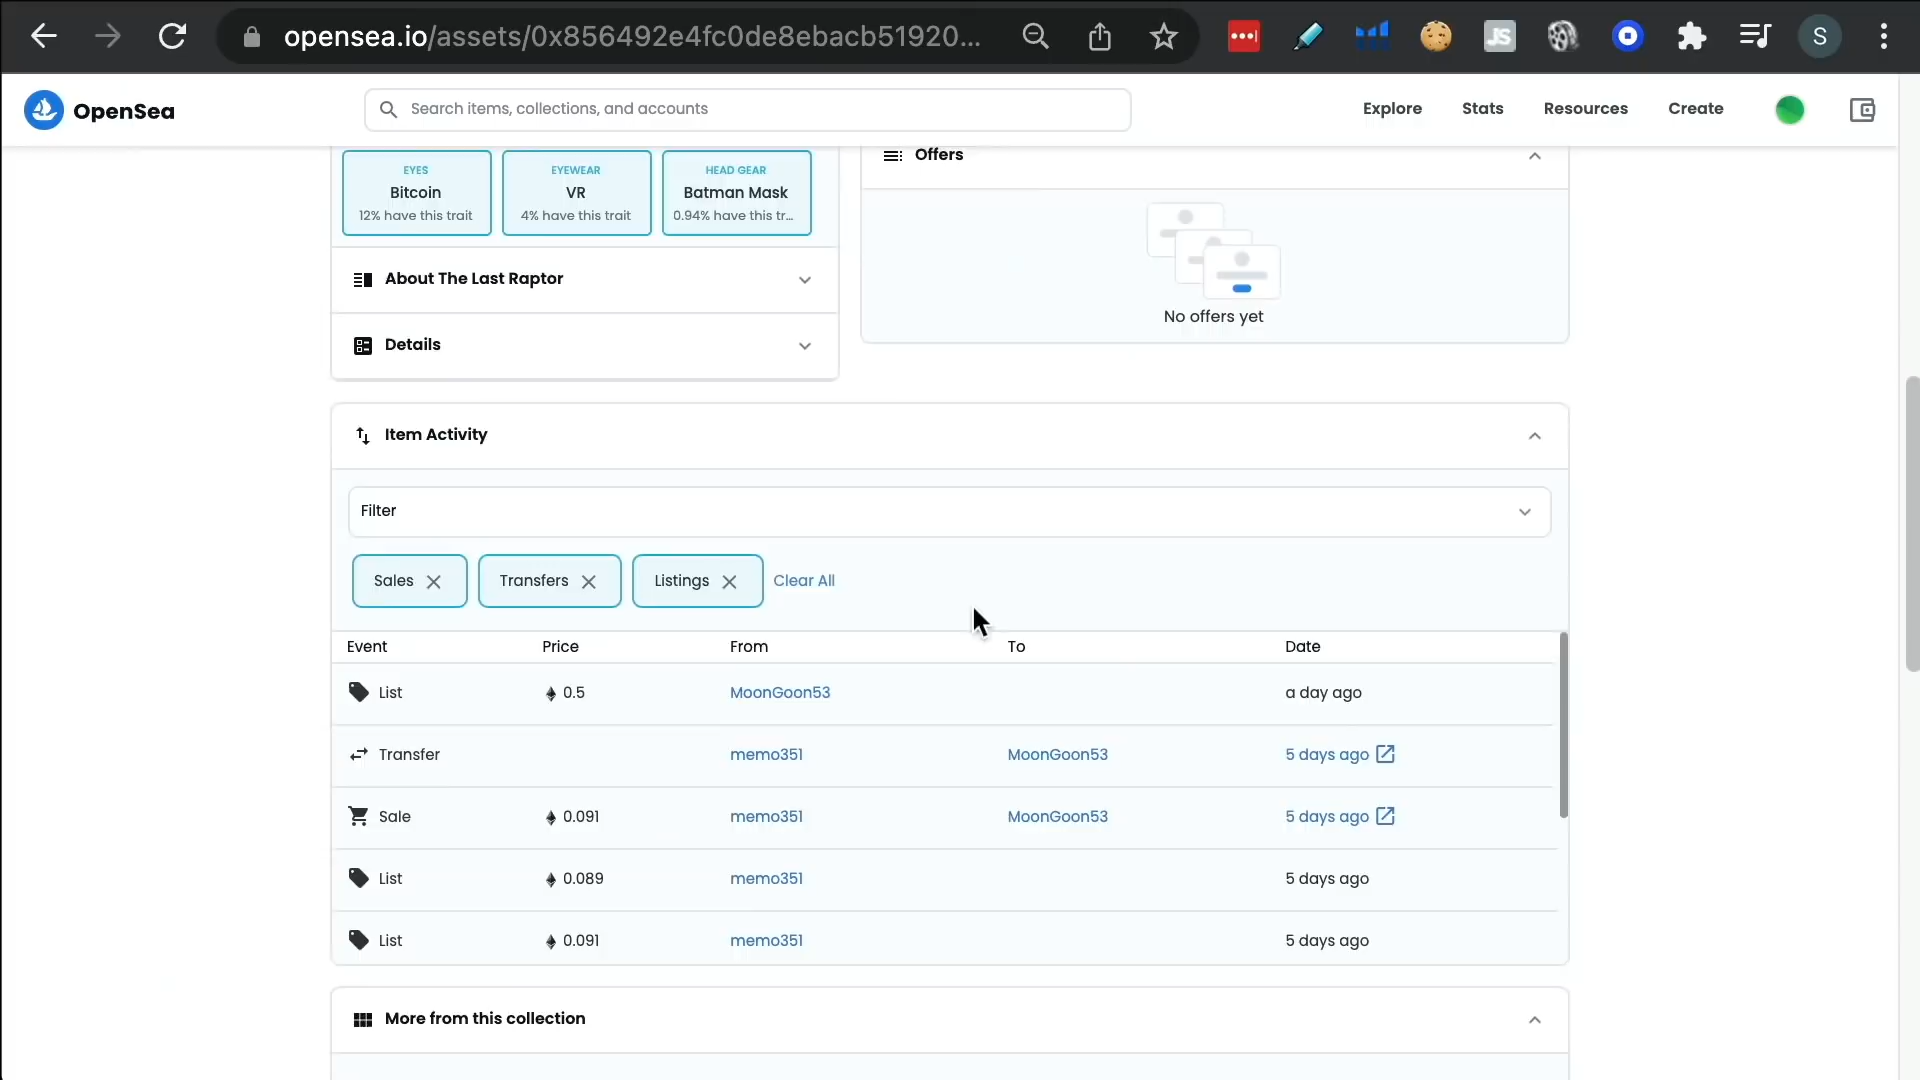 opensea.io/assets/0x856492e4fc0de8ebacb51920...
JS
S
OpenSea
Search items, collections, and accounts
Explore
Stats
Resources
Create
EYES
Bitcoin
12% have this trait
EYEWEAR
VR
4% have this trait
HEAD GEAR
Batman Mask
0.94% have this tr...
About The Last Raptor
Details
Offers
No offers yet
Item Activity
Filter
Sales
Transfers
Listings
Clear All
Event Price From To Date
List 0.5 MoonGoon53 a day ago
Transfer memo351 MoonGoon53 5 days ago
Sale 0.091 memo351 MoonGoon53 5 days ago
List 0.089 memo351 5 days ago
List 0.091 memo351 5 days ago
More from this collection